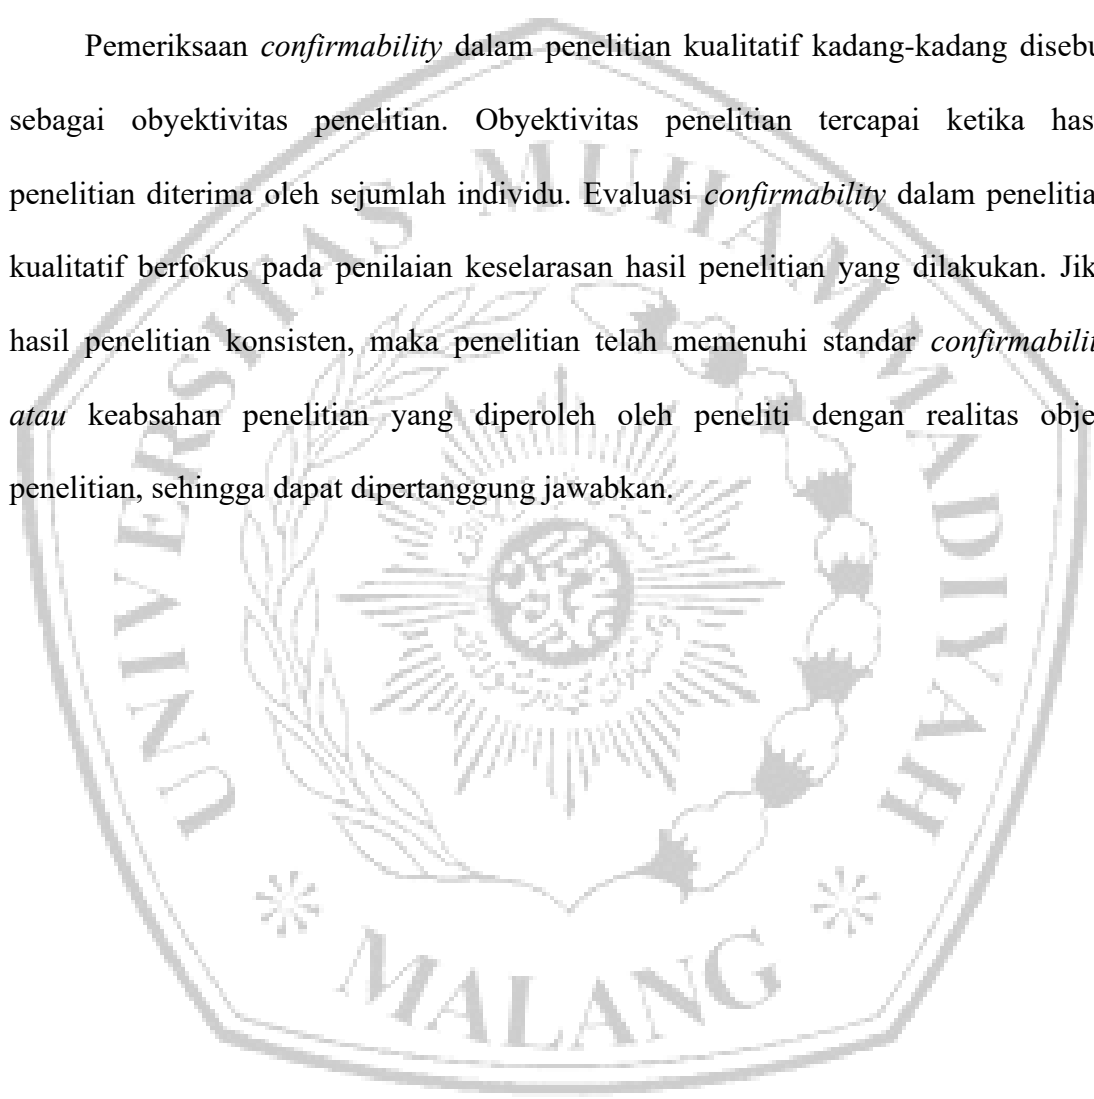 Pemeriksaan confirmability dalam penelitian kualitatif kadang-kadang disebu
sebagai obyektivitas penelitian. Obyektivitas penelitian tercapai ketika has
penelitian diterima oleh sejumlah individu. Evaluasi confirmability dalam penelitia
kualitatif berfokus pada penilaian keselarasan hasil penelitian yang dilakukan. Jik
hasil penelitian konsisten, maka penelitian telah memenuhi standar confirmabilit
atau keabsahan penelitian yang diperoleh oleh peneliti dengan realitas obje
penelitian, sehingga dapat dipertanggung jawabkan.
UNIVERSITAS MUHAMMADIYAH
MALANG